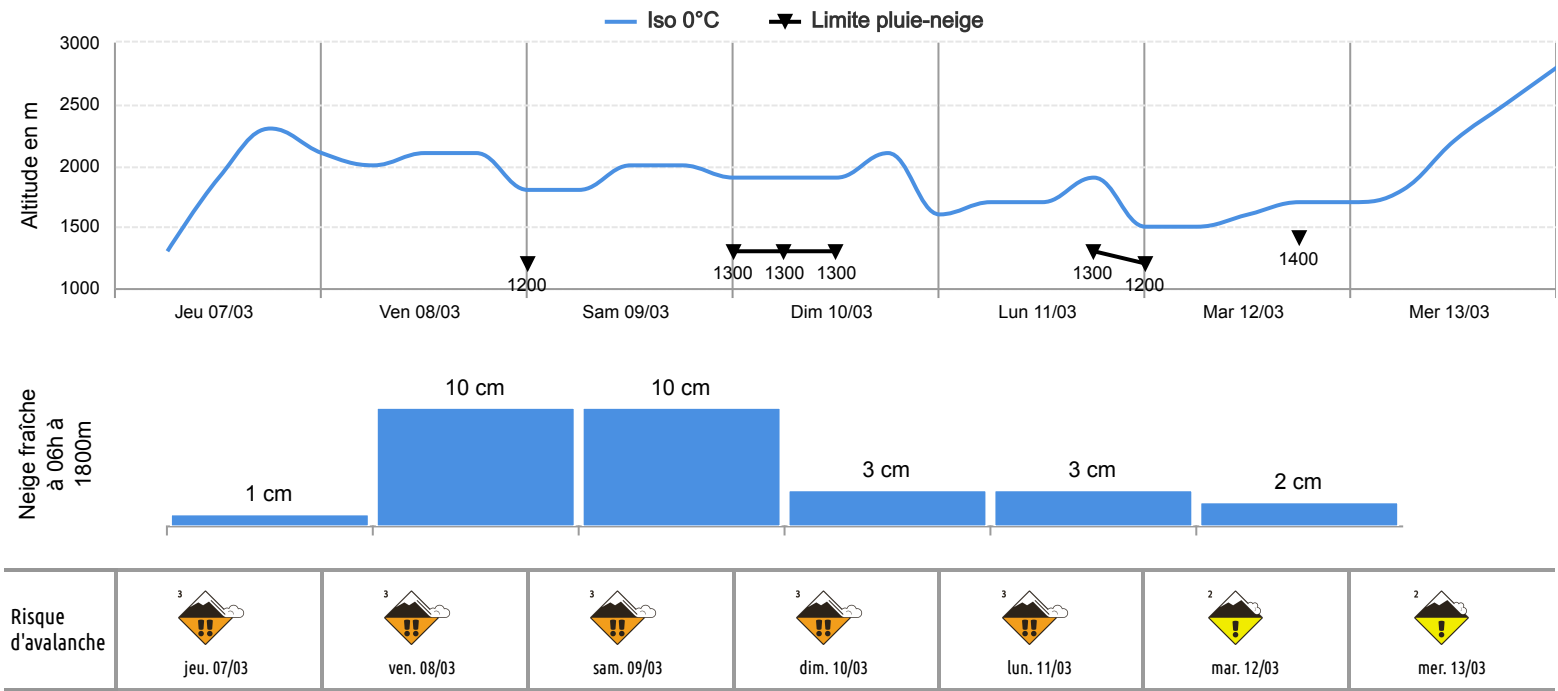 Iso 0°C
Limite pluie-neige
Altitude en m
3000
2500
2000
1500
1000
1200
1300
1300
1300
1300
1200
1400
Jeu 07/03
Ven 08/03
Sam 09/03
Dim 10/03
Lun 11/03
Mar 12/03
Mer 13/03
Neige fraîche
à 06h à
1800m
1 cm
10 cm
10 cm
3 cm
3 cm
2 cm
Risque
d'avalanche
3
!!
jeu. 07/03
3
!!
ven. 08/03
3
!!
sam. 09/03
3
!!
dim. 10/03
3
!!
lun. 11/03
2
!
mar. 12/03
2
!
mer. 13/03